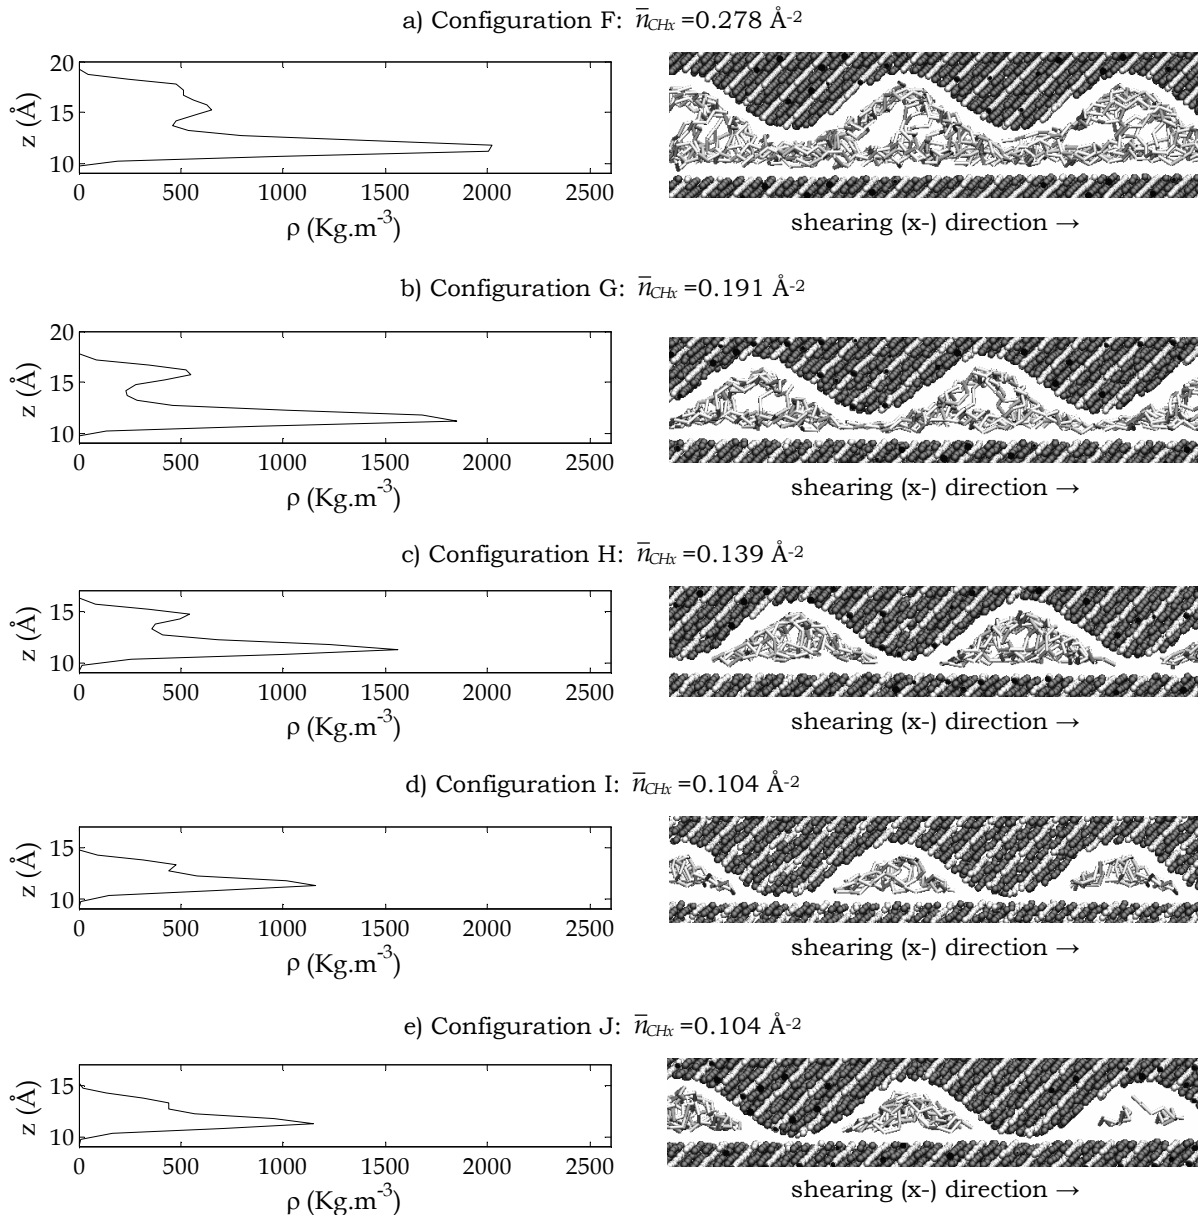 a) Configuration F: n̄CHx =0.278 Å-2
20
15
10
z (Å)
0 500 1000 1500 2000 2500
ρ (Kg.m-3)
shearing (x-) direction →
b) Configuration G: n̄CHx =0.191 Å-2
20
15
10
z (Å)
0 500 1000 1500 2000 2500
ρ (Kg.m-3)
shearing (x-) direction →
c) Configuration H: n̄CHx =0.139 Å-2
15
10
z (Å)
0 500 1000 1500 2000 2500
ρ (Kg.m-3)
shearing (x-) direction →
d) Configuration I: n̄CHx =0.104 Å-2
15
10
z (Å)
0 500 1000 1500 2000 2500
ρ (Kg.m-3)
shearing (x-) direction →
e) Configuration J: n̄CHx =0.104 Å-2
15
10
z (Å)
0 500 1000 1500 2000 2500
ρ (Kg.m-3)
shearing (x-) direction →